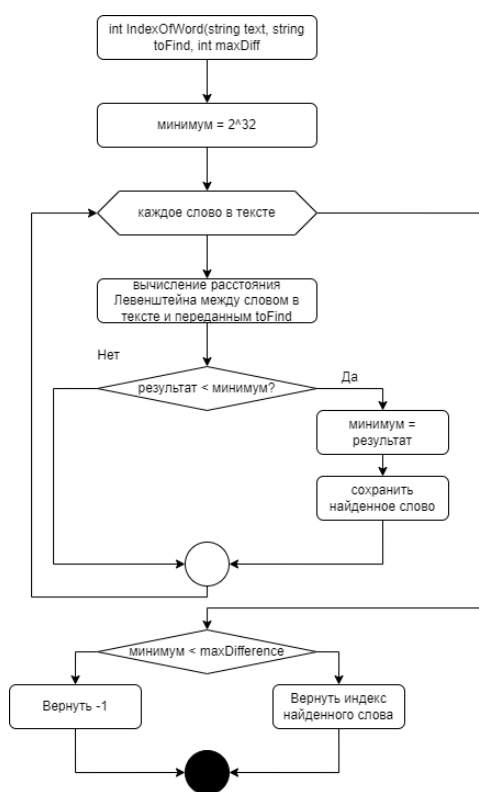 int IndexOfWord(string text, string
toFind, int maxDiff
минимум = 2^32
каждое слово в тексте
вычисление расстояния
Левенштейна между словом в
тексте и переданным toFind
Нет
результат < минимум?
Да
минимум =
результат
сохранить
найденное слово
минимум < maxDifference
Вернуть -1
Вернуть индекс
найденного слова